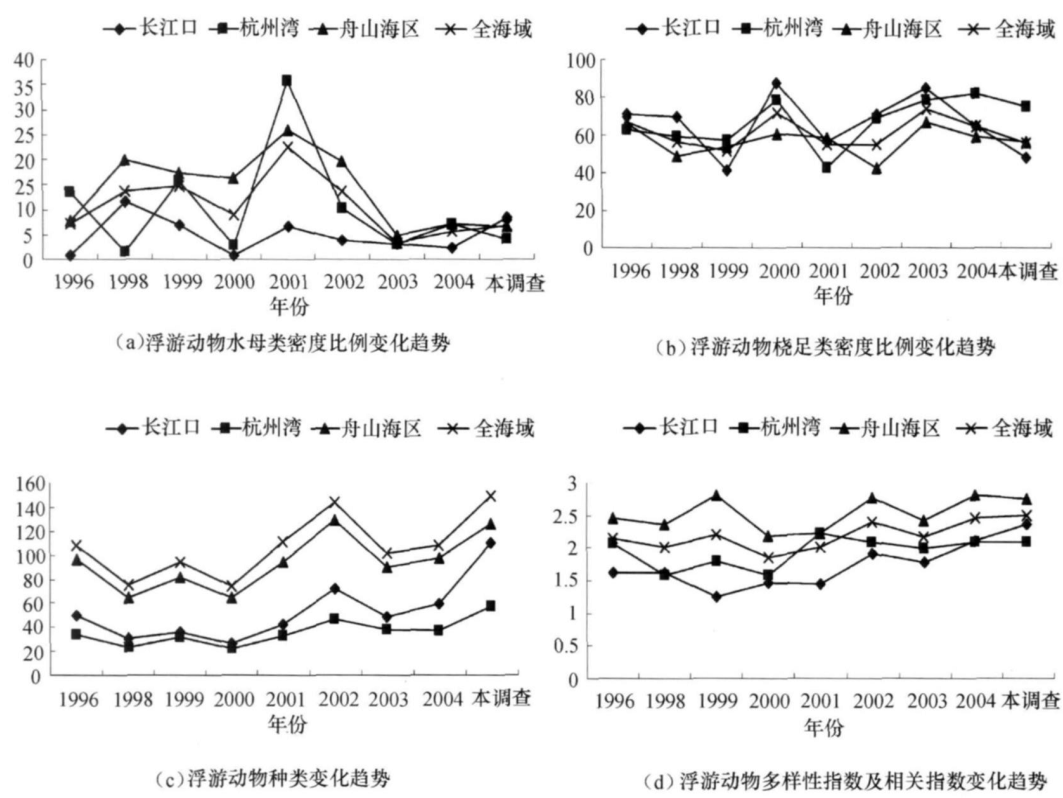 长江口 杭州湾 舟山海区 全海域
40
35
30
25
20
15
10
5
0
1996 1998 1999 2000 2001 2002 2003 2004 本调查
年份
(a)浮游动物水母类密度比例变化趋势
长江口 杭州湾 舟山海区 全海域
100
80
60
40
20
0
1996 1998 1999 2000 2001 2002 2003 2004 本调查
年份
(b)浮游动物桡足类密度比例变化趋势
长江口 杭州湾 舟山海区 全海域
160
140
120
100
80
60
40
20
0
1996 1998 1999 2000 2001 2002 2003 2004 本调查
年份
(c)浮游动物种类变化趋势
长江口 杭州湾 舟山海区 全海域
3
2.5
2
1.5
1
0.5
0
1996 1998 1999 2000 2001 2002 2003 2004 本调查
年份
(d)浮游动物多样性指数及相关指数变化趋势